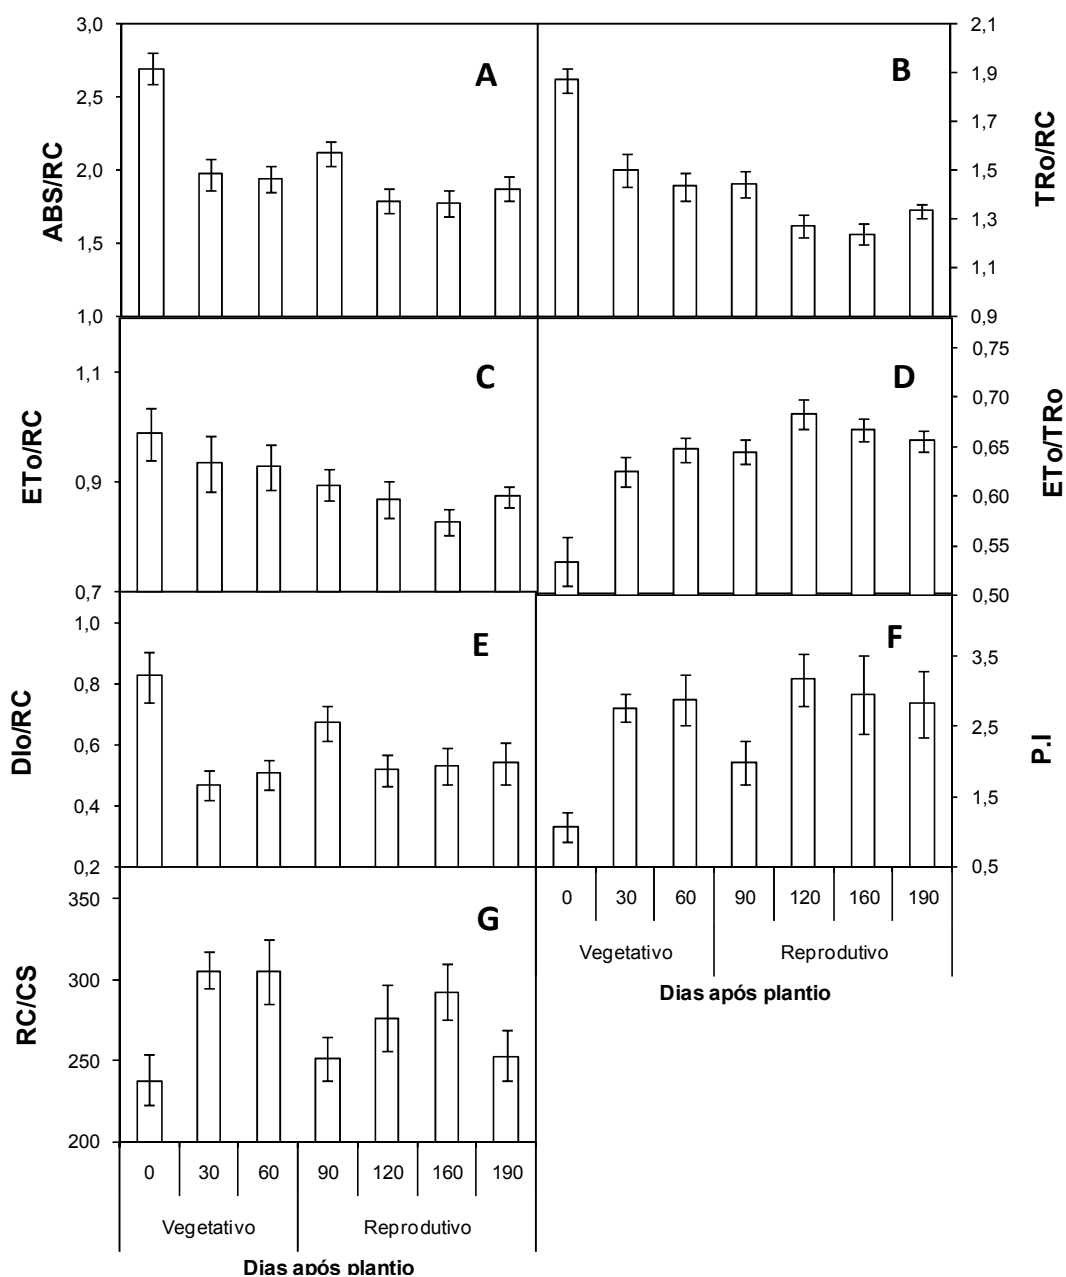 3,0
2,5
2,0
1,5
1,0
ABS/RC
A
B
2,1
1,9
1,7
1,5
1,3
1,1
0,9
TRo/RC
1,1
0,9
0,7
ETo/RC
C
D
0,75
0,70
0,65
0,60
0,55
0,50
ETo/TRo
1,0
0,8
0,6
0,4
0,2
DIo/RC
E
F
3,5
2,5
1,5
0,5
P.I
0 30 60 90 120 160 190
Vegetativo Reprodutivo
Dias após plantio
350
300
250
200
RC/CS
G
0 30 60 90 120 160 190
Vegetativo Reprodutivo
Dias após plantio